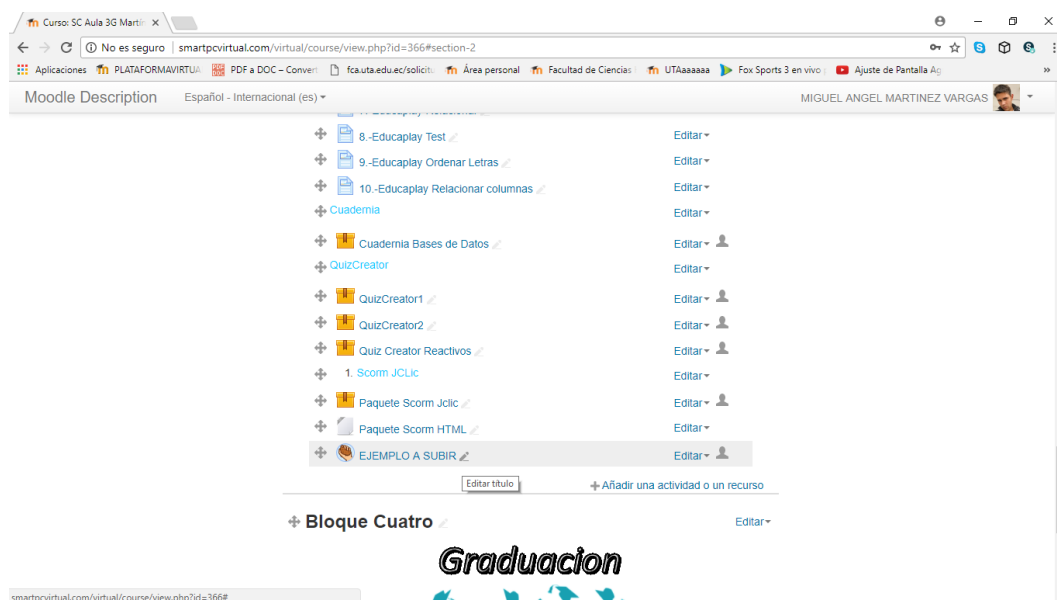 Curso: SC Aula 3G Martín
No es seguro smartpcvirtual.com/virtual/course/view.php?id=366#section-2
Aplicaciones PLATAFORMAVIRTUA PDF a DOC – Convert fca.uta.edu.ec/solicitu Área personal Facultad de Ciencias UTAaaaaaa Fox Sports 3 en vivo Ajuste de Pantalla Ag »
Moodle Description Español - Internacional (es) MIGUEL ANGEL MARTINEZ VARGAS
8.-Educaplay Test Editar
9.-Educaplay Ordenar Letras Editar
10.-Educaplay Relacionar columnas Editar
Cuadernia Editar
Cuadernia Bases de Datos Editar
QuizCreator Editar
QuizCreator1 Editar
QuizCreator2 Editar
Quiz Creator Reactivos Editar
1. Scorm JCLic Editar
Paquete Scorm Jclic Editar
Paquete Scorm HTML Editar
EJEMPLO A SUBIR Editar
Editar título
Añadir una actividad o un recurso
Bloque Cuatro Editar
Graduacion
smartpcvirtual.com/virtual/course/view.php?id=366#